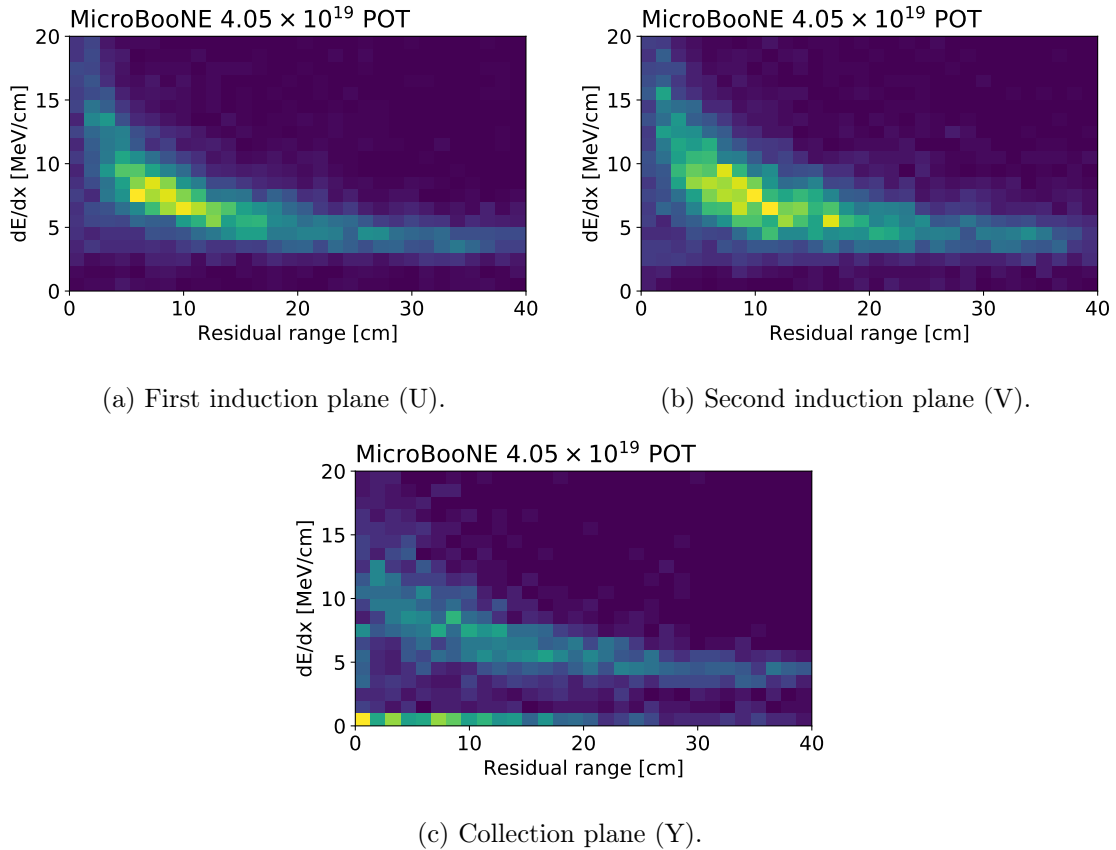 MicroBooNE 4.05 × 10^19 POT
dE/dx [MeV/cm]
20
15
10
5
0
0 10 20 30 40
Residual range [cm]
(a) First induction plane (U).
MicroBooNE 4.05 × 10^19 POT
dE/dx [MeV/cm]
20
15
10
5
0
0 10 20 30 40
Residual range [cm]
(b) Second induction plane (V).
MicroBooNE 4.05 × 10^19 POT
dE/dx [MeV/cm]
20
15
10
5
0
0 10 20 30 40
Residual range [cm]
(c) Collection plane (Y).